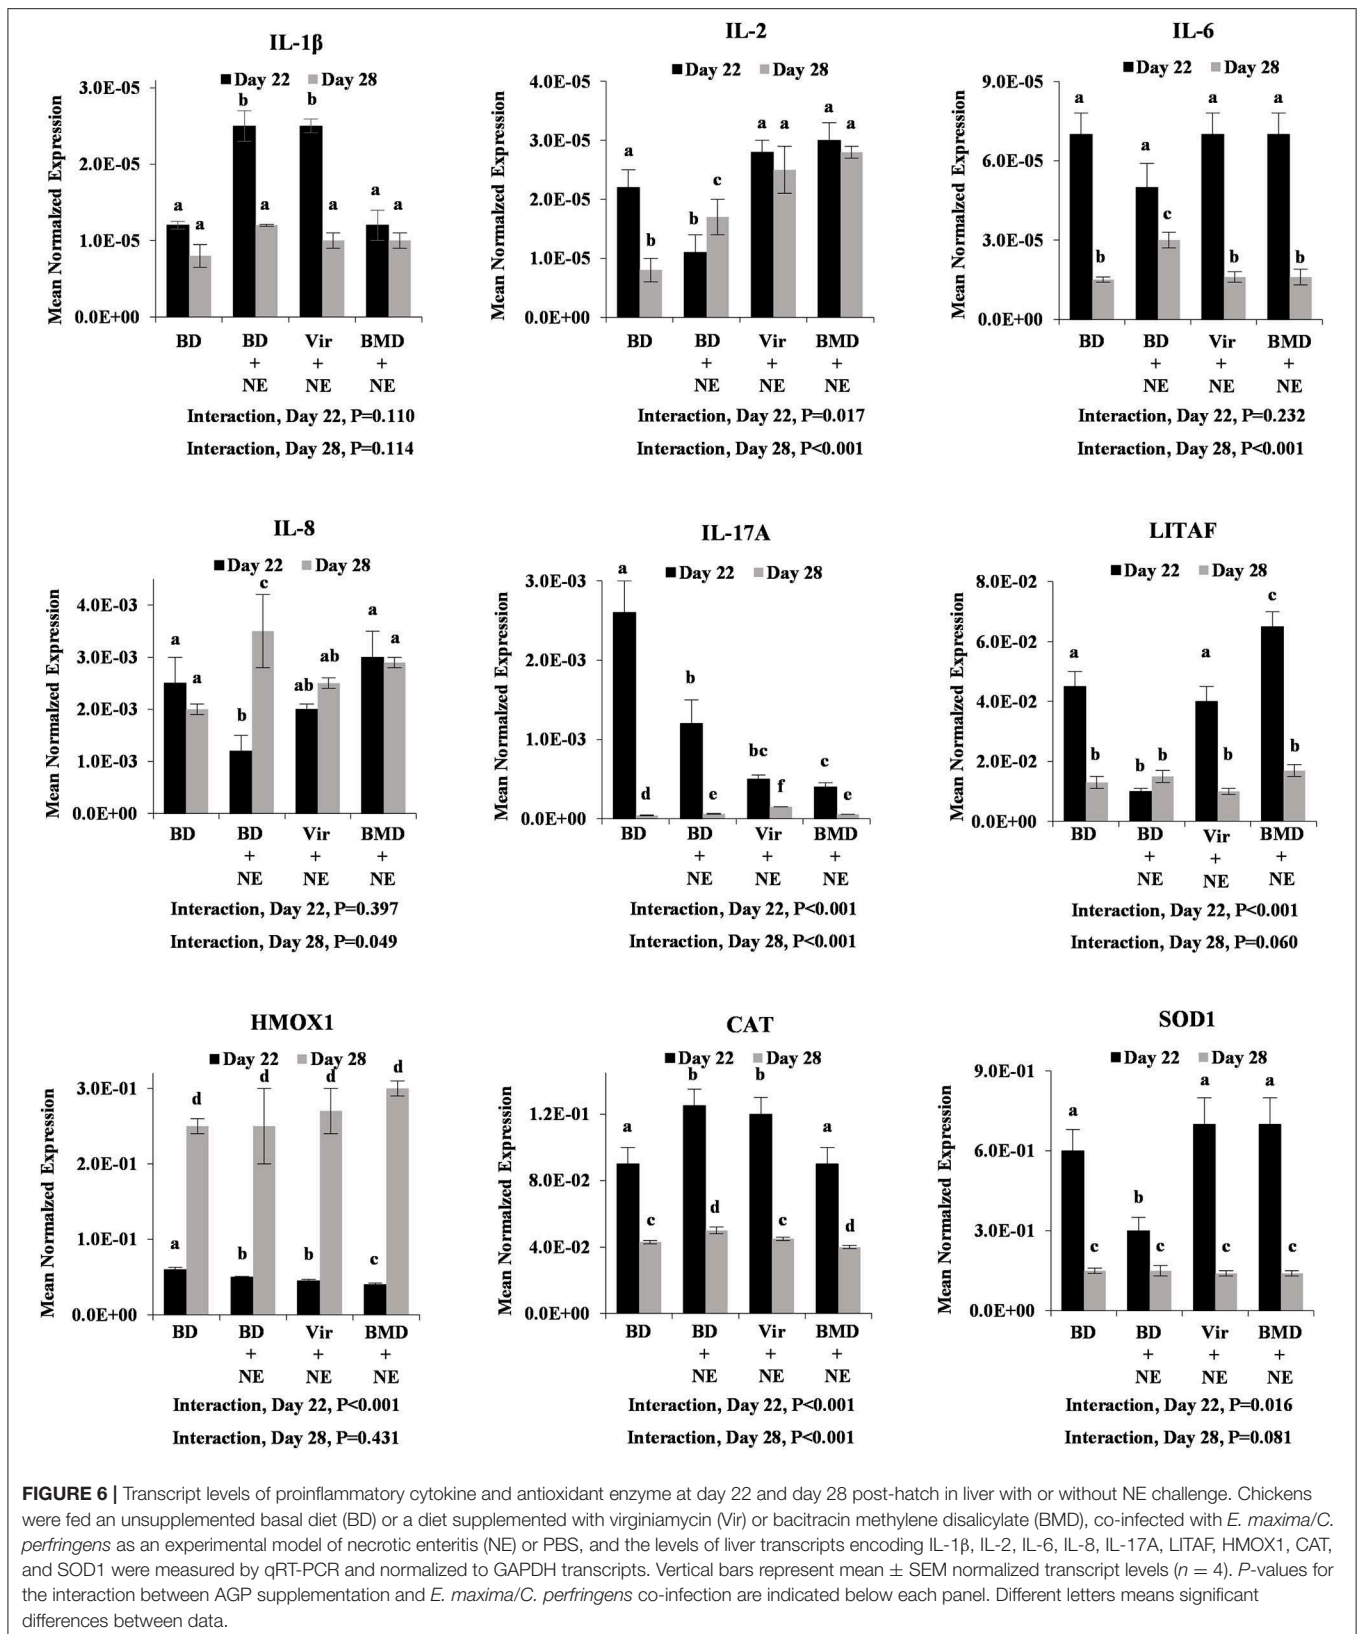 IL-1β
Day 22 Day 28
Mean Normalzed Expression
3.0E-05
2.0E-05
1.0E-05
0.0E+00
a a b a b a a a
BD BD Vir BMD
+ + +
NE NE NE
Interaction, Day 22, P=0.110
Interaction, Day 28, P=0.114
IL-2
Day 22 Day 28
Mean Normalzed Expression
4.0E-05
3.0E-05
2.0E-05
1.0E-05
0.0E+00
a b b c a a a a
BD BD Vir BMD
+ + +
NE NE NE
Interaction, Day 22, P=0.017
Interaction, Day 28, P<0.001
IL-6
Day 22 Day 28
Mean Normalzed Expression
9.0E-05
6.0E-05
3.0E-05
0.0E+00
a b a c a b a b
BD BD Vir BMD
+ + +
NE NE NE
Interaction, Day 22, P=0.232
Interaction, Day 28, P<0.001
IL-8
Day 22 Day 28
Mean Normalzed Expression
4.0E-03
3.0E-03
2.0E-03
1.0E-03
0.0E+00
a a b c ab ab a a
BD BD Vir BMD
+ + +
NE NE NE
Interaction, Day 22, P=0.397
Interaction, Day 28, P=0.049
IL-17A
Day 22 Day 28
Mean Normalzed Expression
3.0E-03
2.0E-03
1.0E-03
0.0E+00
a d b e bc f c e
BD BD Vir BMD
+ + +
NE NE NE
Interaction, Day 22, P<0.001
Interaction, Day 28, P<0.001
LITAF
Day 22 Day 28
Mean Normalzed Expression
8.0E-02
6.0E-02
4.0E-02
2.0E-02
0.0E+00
a b b b a b c b
BD BD Vir BMD
+ + +
NE NE NE
Interaction, Day 22, P<0.001
Interaction, Day 28, P=0.060
HMOX1
Day 22 Day 28
Mean Normalzed Expression
3.0E-01
2.0E-01
1.0E-01
0.0E+00
a d b d b d c d
BD BD Vir BMD
+ + +
NE NE NE
Interaction, Day 22, P<0.001
Interaction, Day 28, P=0.431
CAT
Day 22 Day 28
Mean Normalzed Expression
1.2E-01
8.0E-02
4.0E-02
0.0E+00
a c b d b c a d
BD BD Vir BMD
+ + +
NE NE NE
Interaction, Day 22, P<0.001
Interaction, Day 28, P<0.001
SOD1
Day 22 Day 28
Mean Normalzed Expression
9.0E-01
6.0E-01
3.0E-01
0.0E+00
a c b c a c a c
BD BD Vir BMD
+ + +
NE NE NE
Interaction, Day 22, P=0.016
Interaction, Day 28, P=0.081
FIGURE 6 | Transcript levels of proinflammatory cytokine and antioxidant enzyme at day 22 and day 28 post-hatch in liver with or without NE challenge. Chickens
were fed an unsupplemented basal diet (BD) or a diet supplemented with virginiamycin (Vir) or bacitracin methylene disalicylate (BMD), co-infected with E. maxima/C.
perfringens as an experimental model of necrotic enteritis (NE) or PBS, and the levels of liver transcripts encoding IL-1β, IL-2, IL-6, IL-8, IL-17A, LITAF, HMOX1, CAT,
and SOD1 were measured by qRT-PCR and normalized to GAPDH transcripts. Vertical bars represent mean ± SEM normalized transcript levels (n = 4). P-values for
the interaction between AGP supplementation and E. maxima/C. perfringens co-infection are indicated below each panel. Different letters means significant
differences between data.